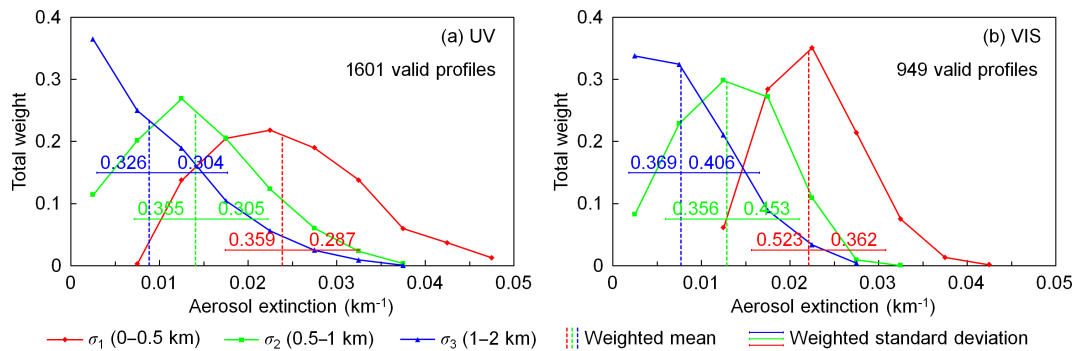 0.4
(a) UV
1601 valid profiles
0.3
0.2
0.1
0
Total weight
0.326
0.304
0.355
0.305
0.359
0.287
0
0.01
0.02
0.03
0.04
0.05
Aerosol extinction (km-1)
0.4
(b) VIS
949 valid profiles
0.3
0.2
0.1
0
Total weight
0.369
0.406
0.356
0.453
0.523
0.362
0
0.01
0.02
0.03
0.04
0.05
Aerosol extinction (km-1)
σ1 (0–0.5 km)
σ2 (0.5–1 km)
σ3 (1–2 km)
Weighted mean
Weighted standard deviation